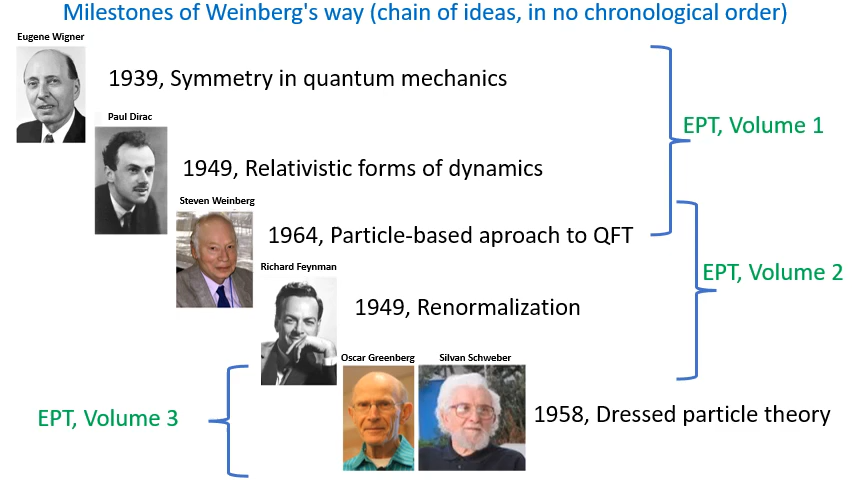 Milestones of Weinberg's way (chain of ideas, in no chronological order)
Eugene Wigner
1939, Symmetry in quantum mechanics
Paul Dirac
EPT, Volume 1
1949, Relativistic forms of dynamics
Steven Weinberg
1964, Particle-based aproach to QFT
Richard Feynman
EPT, Volume 2
1949, Renormalization
Oscar Greenberg
Silvan Schweber
EPT, Volume 3
1958, Dressed particle theory